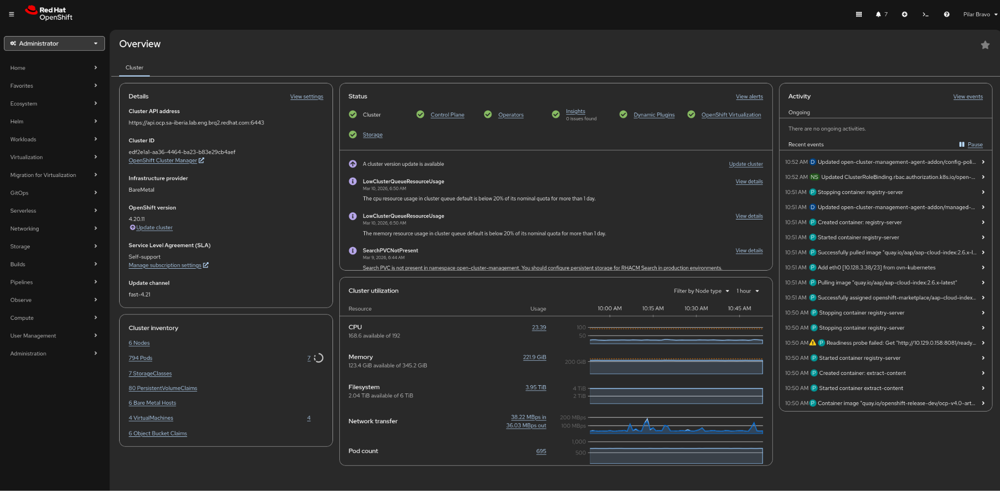 Red Hat
OpenShift
7
Pilar Bravo
Administrator
Home
Favorites
Ecosystem
Helm
Workloads
Virtualization
Migration for Virtualization
GitOps
Serverless
Networking
Storage
Builds
Pipelines
Observe
Compute
User Management
Administration
Overview
Cluster
Details
View settings
Cluster API address
https://api.ocp.sa-iberia.lab.eng.brq2.redhat.com:6443
Cluster ID
edf2e1a1-aa36-4464-ba23-b83e29cb4aef
OpenShift Cluster Manager
Infrastructure provider
BareMetal
OpenShift version
4.20.11
Update cluster
Service Level Agreement (SLA)
Self-support
Manage subscription settings
Update channel
fast-4.21
Cluster inventory
6 Nodes
794 Pods
7
7 StorageClasses
80 PersistentVolumeClaims
6 Bare Metal Hosts
4 VirtualMachines
4
6 Object Bucket Claims
Status
View alerts
Cluster
Control Plane
Operators
Insights
0 issues found
Dynamic Plugins
OpenShift Virtualization
Storage
A cluster version update is available
Update cluster
LowClusterQueueResourceUsage
View details
Mar 10, 2026, 6:50 AM
The cpu resource usage in cluster queue default is below 20% of its nominal quota for more than 1 day.
LowClusterQueueResourceUsage
View details
Mar 10, 2026, 6:50 AM
The memory resource usage in cluster queue default is below 20% of its nominal quota for more than 1 day.
SearchPVCNotPresent
View details
Mar 9, 2026, 6:44 AM
Search PVC is not present in namespace open-cluster-management. You should configure persistent storage for RHACM Search in production environments.
Cluster utilization
Filter by Node type
1 hour
Resource
Usage
10:00 AM
10:15 AM
10:30 AM
10:45 AM
CPU
168.6 available of 192
23.39
100
50
Memory
123.4 GiB available of 345.2 GiB
221.9 GiB
200 GiB
Filesystem
2.04 TiB available of 6 TiB
3.95 TiB
4 TiB
2 TiB
Network transfer
38.22 MBps in
36.03 MBps out
200 MBps
100 MBps
Pod count
695
1,000
500
Activity
View events
Ongoing
There are no ongoing activities.
Recent events
Pause
10:52 AM D Updated open-cluster-management-agent-addon/config-poli...
10:52 AM NS Updated ClusterRoleBinding.rbac.authorization.k8s.io/open-...
10:51 AM P Stopping container registry-server
10:51 AM D Updated open-cluster-management-agent-addon/managed-...
10:51 AM P Created container: registry-server
10:51 AM P Started container registry-server
10:51 AM P Successfully pulled image "quay.io/aap/aap-cloud-index:2.6.x-l...
10:51 AM P Add eth0 [10.128.3.38/23] from ovn-kubernetes
10:51 AM P Pulling image "quay.io/aap/aap-cloud-index:2.6.x-latest"
10:51 AM P Successfully assigned openshift-marketplace/aap-cloud-index...
10:50 AM P Stopping container registry-server
10:50 AM P Stopping container registry-server
10:50 AM P Readiness probe failed: Get "http://10.129.0.158:8081/ready...
10:50 AM P Started container registry-server
10:50 AM P Created container: extract-content
10:50 AM P Started container extract-content
10:50 AM P Container image "quay.io/openshift-release-dev/ocp-v4.0-art...